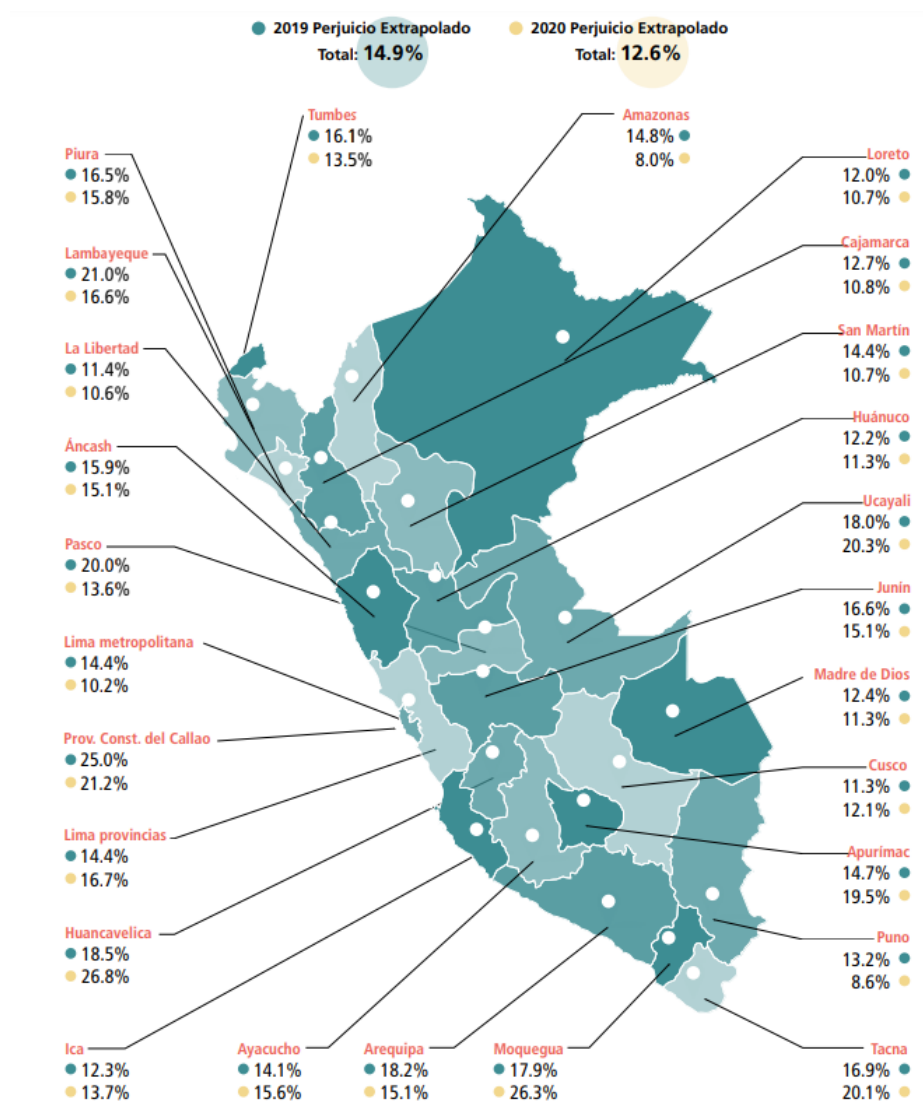 2019 Perjuicio Extrapolado
Total: 14.9%
2020 Perjuicio Extrapolado
Total: 12.6%
Tumbes
16.1%
13.5%
Amazonas
14.8%
8.0%
Piura
16.5%
15.8%
Loreto
12.0%
10.7%
Lambayeque
21.0%
16.6%
Cajamarca
12.7%
10.8%
La Libertad
11.4%
10.6%
San Martín
14.4%
10.7%
Áncash
15.9%
15.1%
Huánuco
12.2%
11.3%
Pasco
20.0%
13.6%
Ucayali
18.0%
20.3%
Lima metropolitana
14.4%
10.2%
Junín
16.6%
15.1%
Prov. Const. del Callao
25.0%
21.2%
Madre de Dios
12.4%
11.3%
Lima provincias
14.4%
16.7%
Cusco
11.3%
12.1%
Huancavelica
18.5%
26.8%
Apurímac
14.7%
19.5%
Puno
13.2%
8.6%
Ica
12.3%
13.7%
Ayacucho
14.1%
15.6%
Arequipa
18.2%
15.1%
Moquegua
17.9%
26.3%
Tacna
16.9%
20.1%